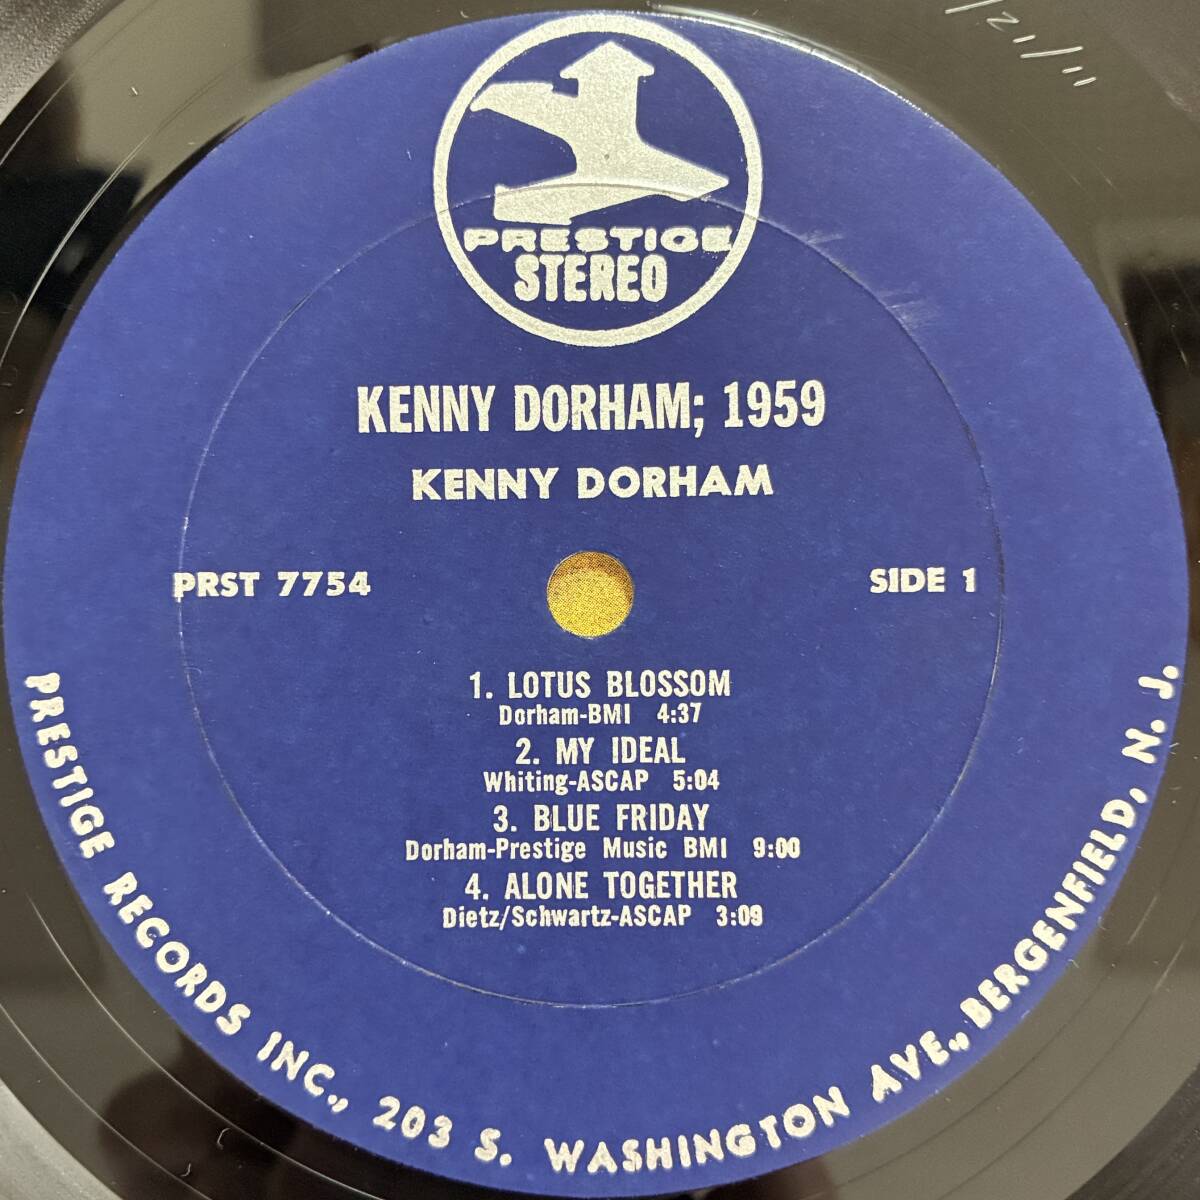 PRESTIGE
STEREO
KENNY DORHAM; 1959
KENNY DORHAM
PRST 7754
SIDE 1
1. LOTUS BLOSSOM
Dorham-BMI 4:37
2. MY IDEAL
Whiting-ASCAP 5:04
3. BLUE FRIDAY
Dorham-Prestige Music BMI 9:00
4. ALONE TOGETHER
Dietz/Schwartz-ASCAP 3:09
PRESTIGE RECORDS INC., 203 S. WASHINGTON AVE., BERGENFIELD, N. J.